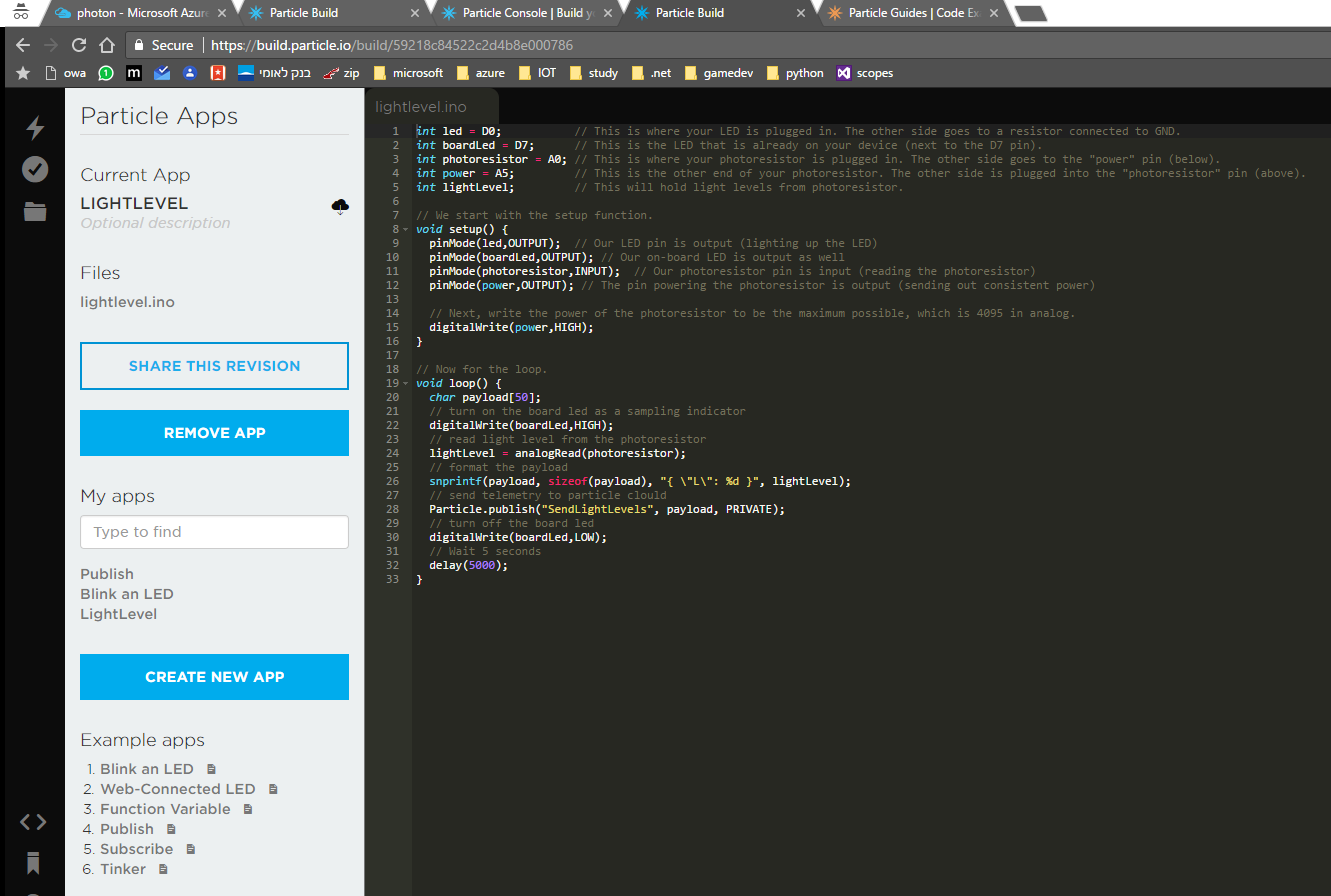 photon - Microsoft Azur
Particle Build
Particle Console | Build y
Particle Build
Particle Guides | Code Ex
Secure
https://build.particle.io/build/59218c84522c2d4b8e000786
owa
1
m
בנק לאומי
zip
microsoft
azure
IOT
study
.net
gamedev
python
scopes
Particle Apps
Current App
LIGHTLEVEL
Optional description
Files
lightlevel.ino
SHARE THIS REVISION
REMOVE APP
My apps
Type to find
Publish
Blink an LED
LightLevel
CREATE NEW APP
Example apps
1. Blink an LED
2. Web-Connected LED
3. Function Variable
4. Publish
5. Subscribe
6. Tinker
lightlevel.ino
1 int led = D0; // This is where your LED is plugged in. The other side goes to a resistor connected to GND.
2 int boardLed = D7; // This is the LED that is already on your device (next to the D7 pin).
3 int photoresistor = A0; // This is where your photoresistor is plugged in. The other side goes to the "power" pin (below).
4 int power = A5; // This is the other end of your photoresistor. The other side is plugged into the "photoresistor" pin (above).
5 int lightLevel; // This will hold light levels from photoresistor.
6
7 // We start with the setup function.
8 void setup() {
9 pinMode(led,OUTPUT); // Our LED pin is output (lighting up the LED)
10 pinMode(boardLed,OUTPUT); // Our on-board LED is output as well
11 pinMode(photoresistor,INPUT); // Our photoresistor pin is input (reading the photoresistor)
12 pinMode(power,OUTPUT); // The pin powering the photoresistor is output (sending out consistent power)
13
14 // Next, write the power of the photoresistor to be the maximum possible, which is 4095 in analog.
15 digitalWrite(power,HIGH);
16 }
17
18 // Now for the loop.
19 void loop() {
20 char payload[50];
21 // turn on the board led as a sampling indicator
22 digitalWrite(boardLed,HIGH);
23 // read light level from the photoresistor
24 lightLevel = analogRead(photoresistor);
25 // format the payload
26 snprintf(payload, sizeof(payload), "{ \"L\": %d }", lightLevel);
27 // send telemetry to particle clould
28 Particle.publish("SendLightLevels", payload, PRIVATE);
29 // turn off the board led
30 digitalWrite(boardLed,LOW);
31 // Wait 5 seconds
32 delay(5000);
33 }